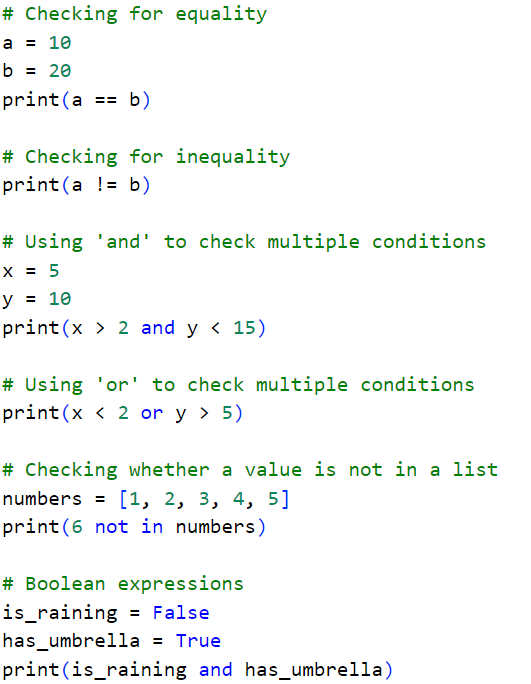 # Checking for equality
a = 10
b = 20
print(a == b)
# Checking for inequality
print(a != b)
# Using 'and' to check multiple conditions
x = 5
y = 10
print(x > 2 and y < 15)
# Using 'or' to check multiple conditions
print(x < 2 or y > 5)
# Checking whether a value is not in a list
numbers = [1, 2, 3, 4, 5]
print(6 not in numbers)
# Boolean expressions
is_raining = False
has_umbrella = True
print(is_raining and has_umbrella)